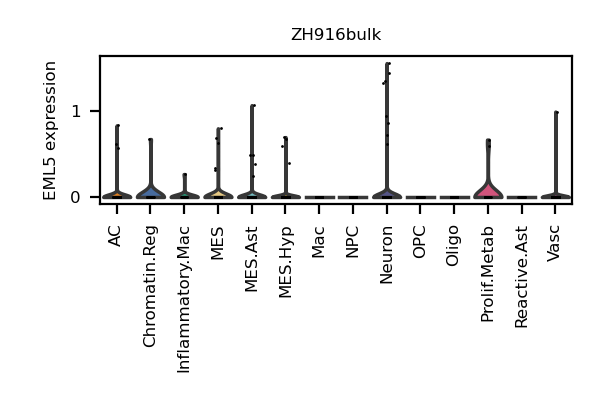 ZH916bulk
EML5 expression
1
0
AC
Chromatin.Reg
Inflammatory.Mac
MES
MES.Ast
MES.Hyp
Mac
NPC
Neuron
OPC
Oligo
Prolif.Metab
Reactive.Ast
Vasc